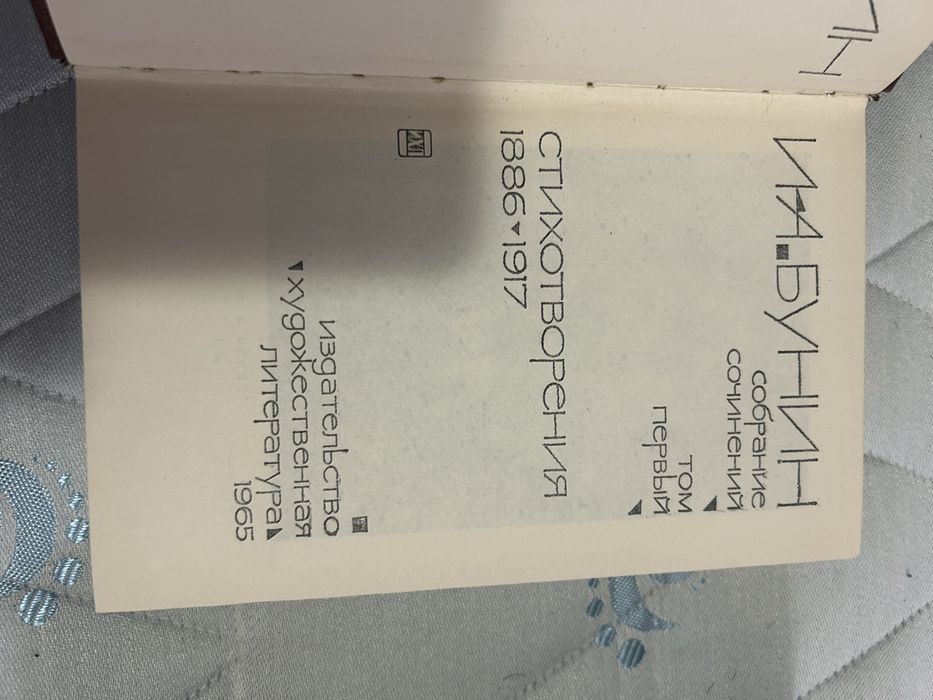 И.А.БУНИН
собрание
сочинений
том
первый
СТИХОТВОРЕНИЯ
1886 1917
издательство
художественная
литература
1965